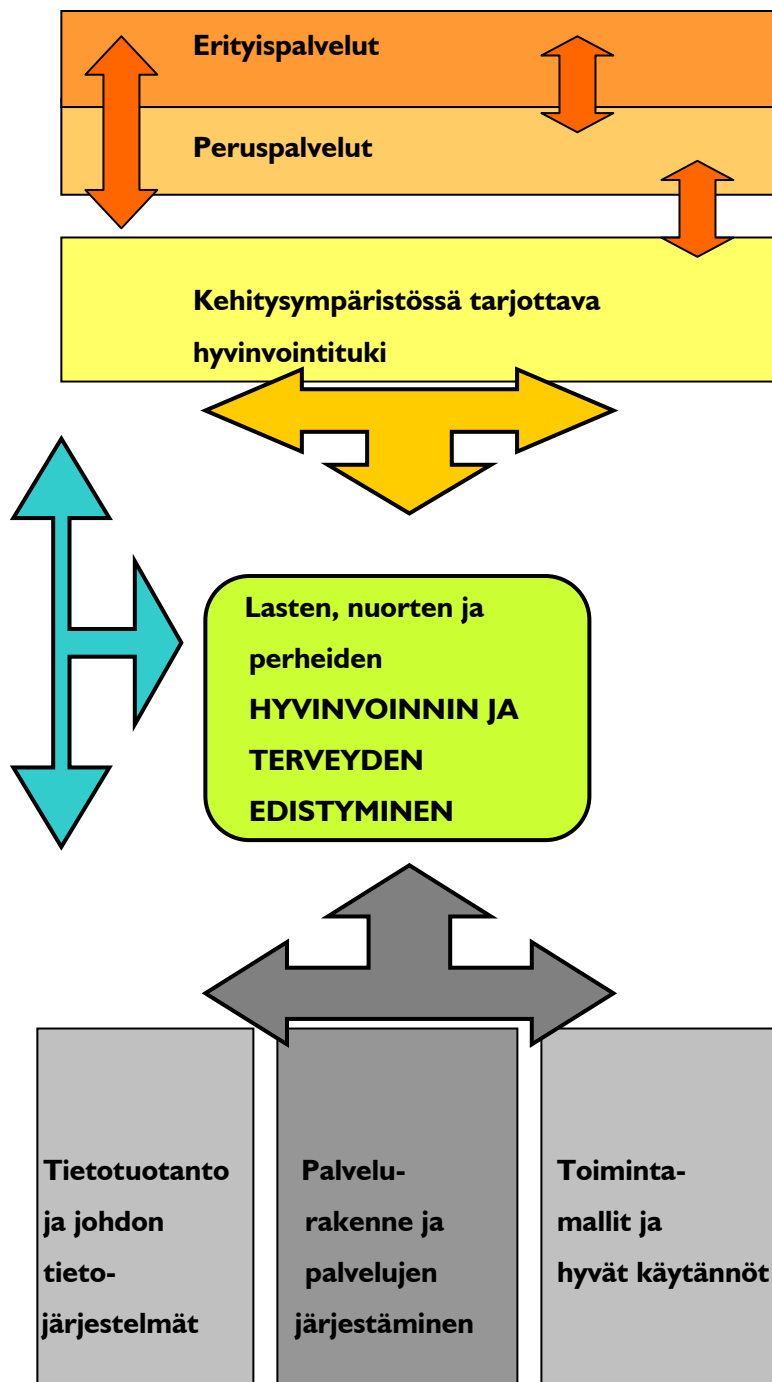 Erityispalvelut
Peruspalvelut
Kehitysympäristössä tarjottava
hyvinvointituki
Lasten, nuorten ja
perheiden
HYVINVOINNIN JA
TERVEYDEN
EDISTYMINEN
Tietotuotanto
ja johdon
tieto-
järjestelmät
Palvelu-
rakenne ja
palvelujen
järjestäminen
Toiminta-
mallit ja
hyvät käytännöt